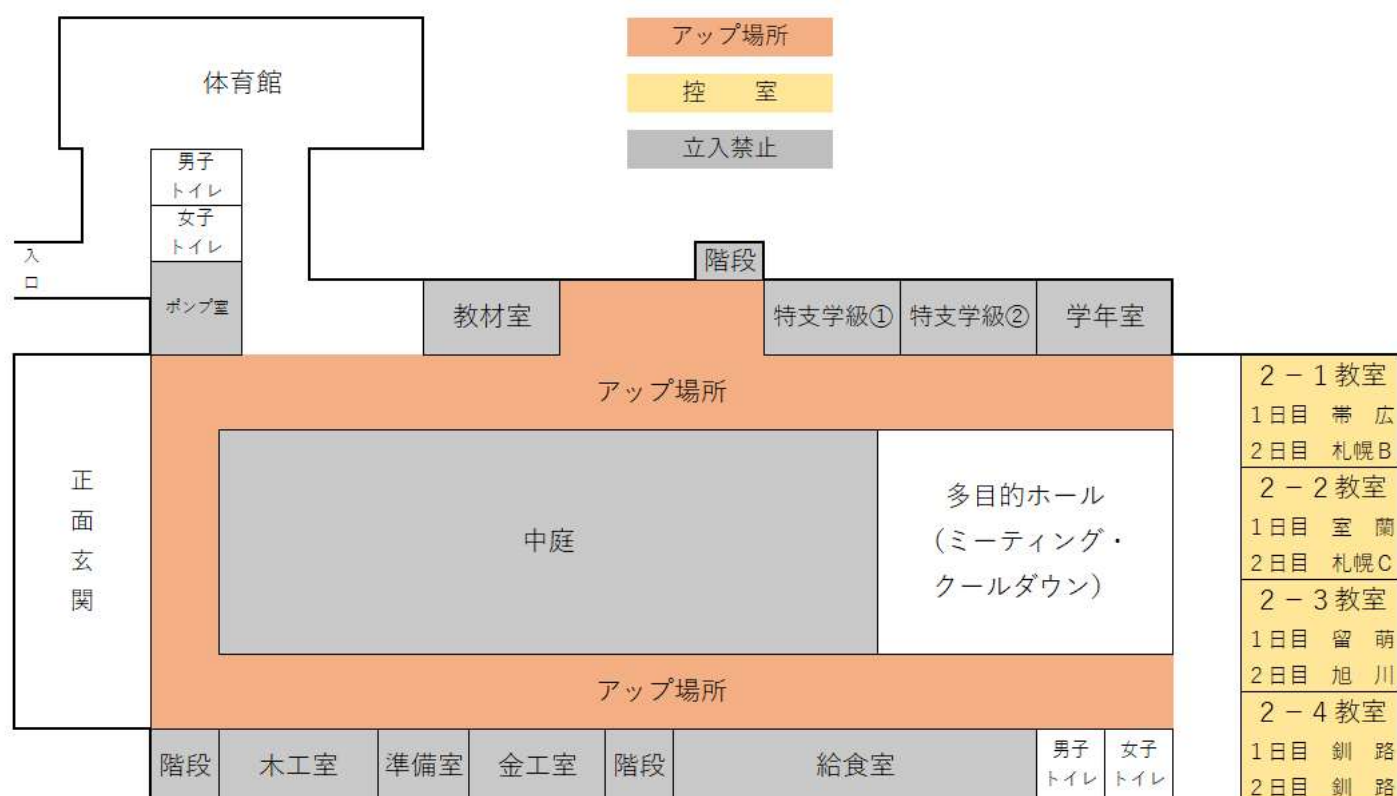 アップ場所
体育館
控　室
立入禁止
男子
トイレ
女子
トイレ
入
口
階段
ポンプ室
教材室
特支学級①
特支学級②
学年室
アップ場所
2－1教室
1日目　帯　広
2日目　札幌B
正
面
玄
関
中庭
多目的ホール
（ミーティング・
クールダウン）
2－2教室
1日目　室　蘭
2日目　札幌C
2－3教室
1日目　留　萌
2日目　旭　川
アップ場所
2－4教室
1日目　釧　路
2日目　釧　路
階段
木工室
準備室
金工室
階段
給食室
男子
トイレ
女子
トイレ